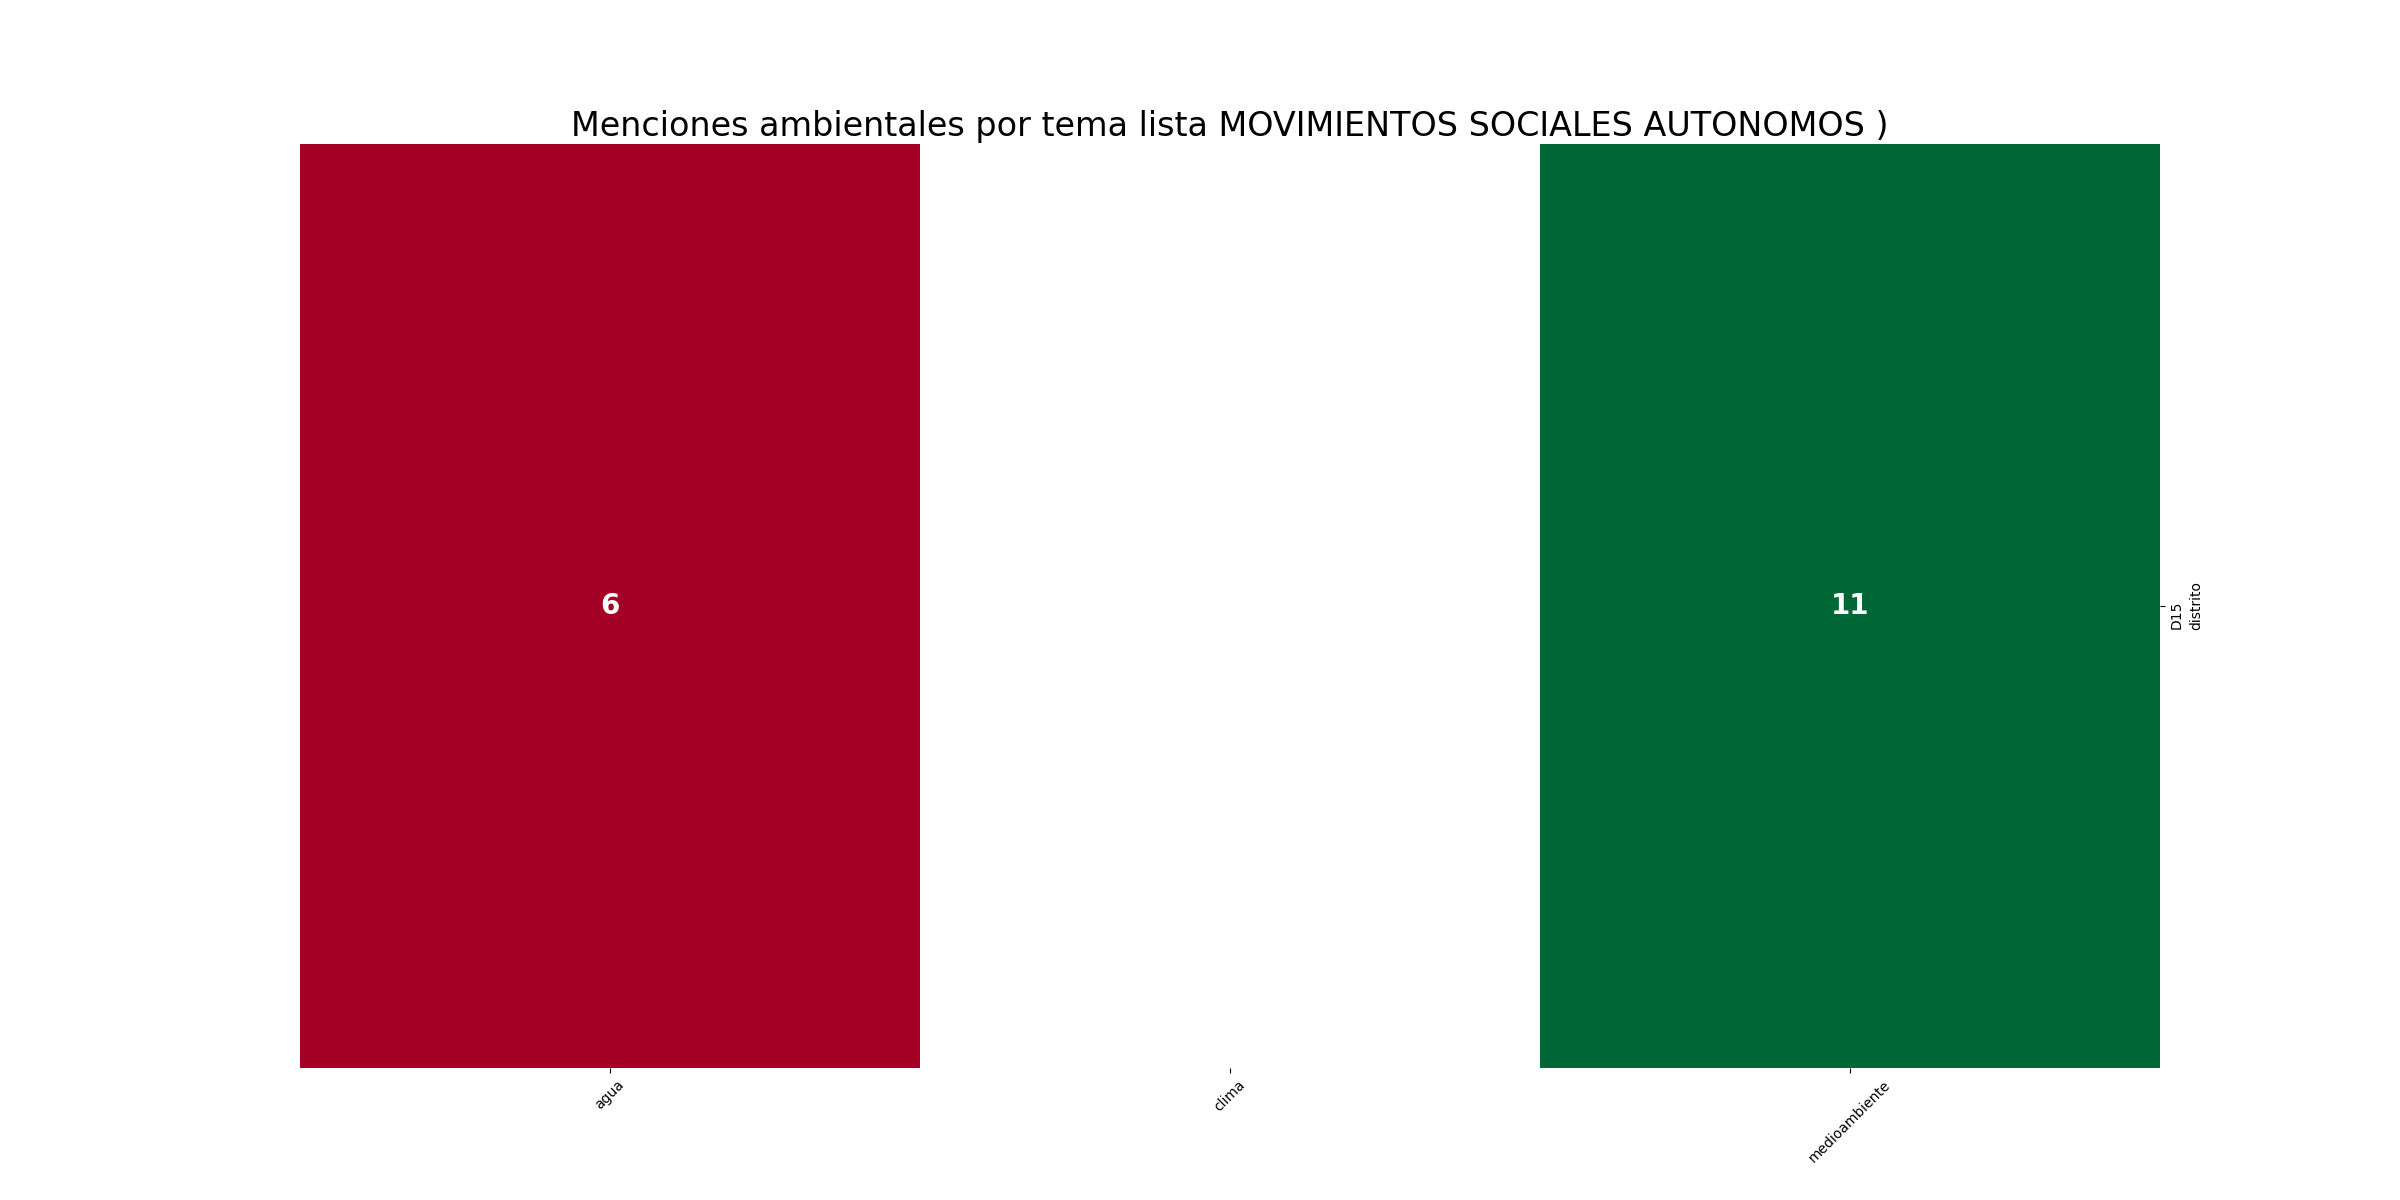 Menciones ambientales por tema lista MOVIMIENTOS SOCIALES AUTONOMOS )
6
11
D15
distrito
agua
clima
medioambiente